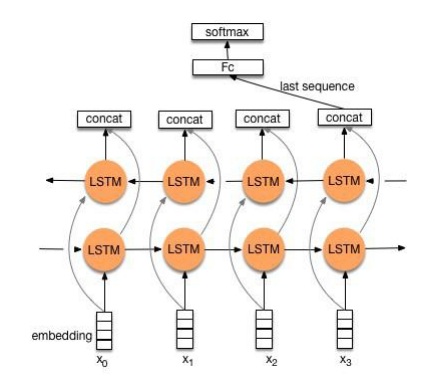 softmax
Fc
last sequence
concat concat concat concat
LSTM LSTM LSTM LSTM
LSTM LSTM LSTM LSTM
embedding
x0 x1 x2 x3